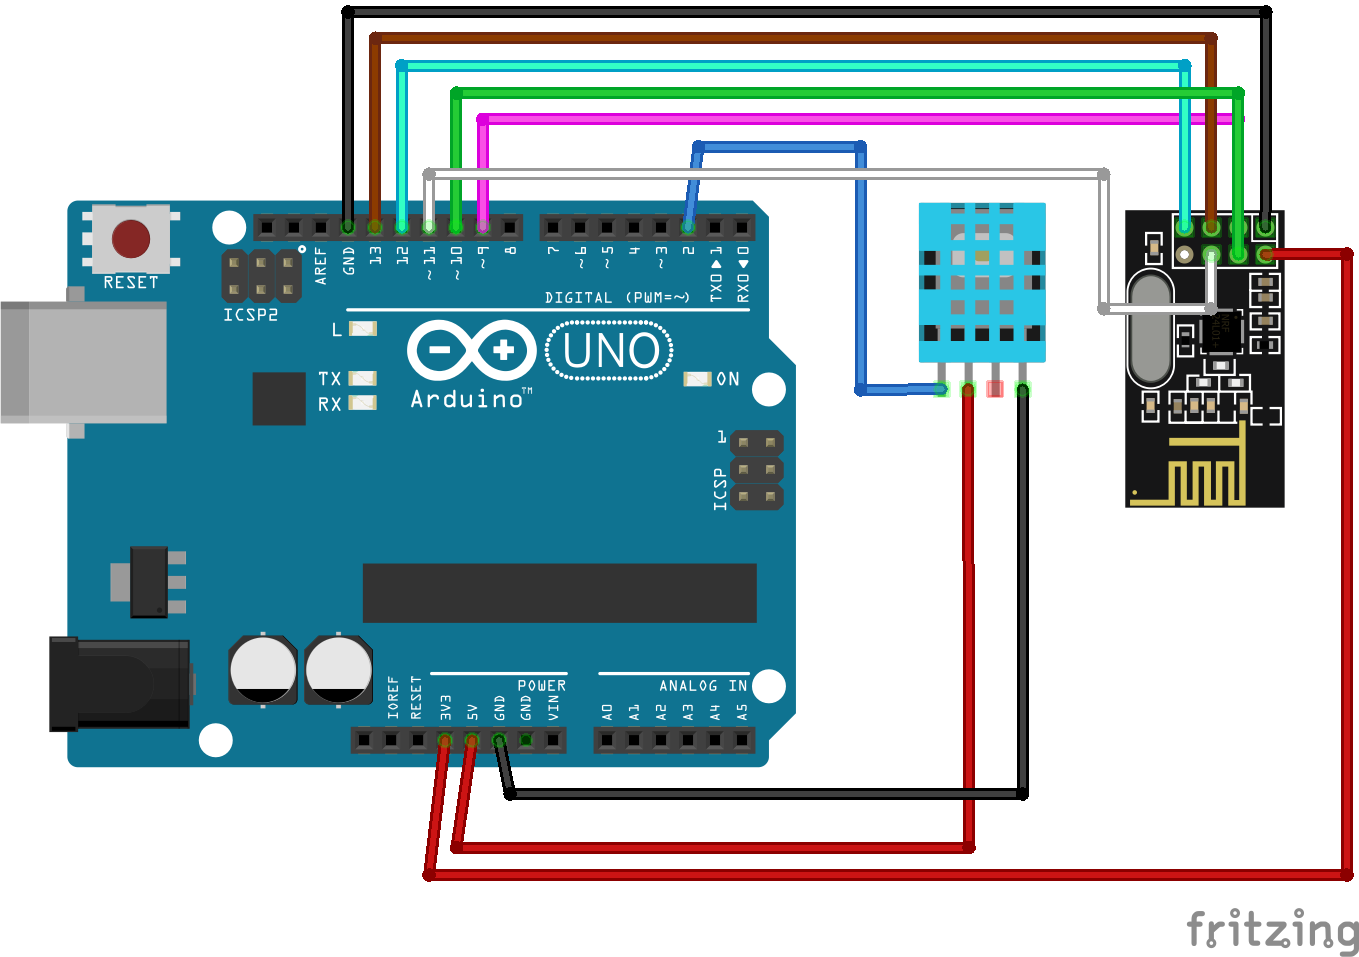 RESET
ICSP2
AREF
GND
13
12
~11
~10
~9
8
7
~6
~5
4
~3
2
TX0▶1
RX0◀0
DIGITAL (PWM=~)
L
TX
RX
UNO
Arduino™
ON
1
ICSP
IOREF
RESET
3V3
5V
GND
GND
VIN
POWER
ANALOG IN
A0
A1
A2
A3
A4
A5
fritzing